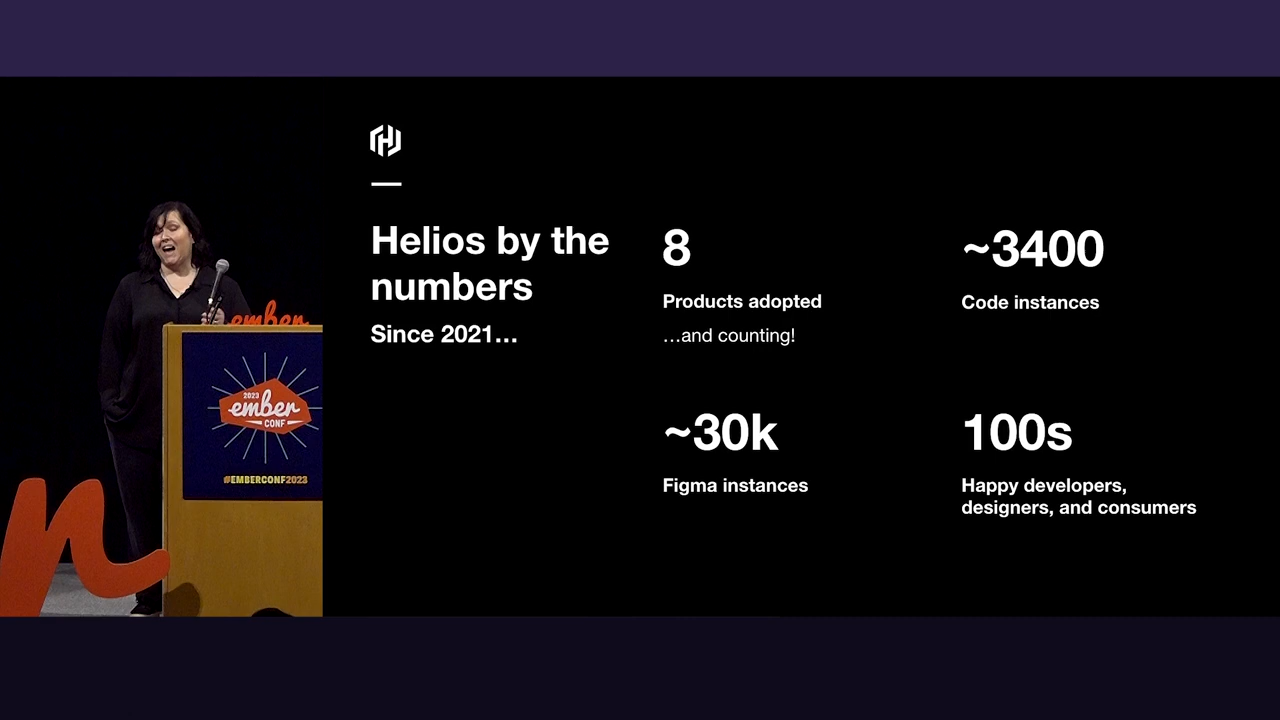 Helios by the
numbers
Since 2021...
8
Products adopted
...and counting!
~3400
Code instances
~30k
Figma instances
100s
Happy developers,
designers, and consumers
ember
2023
ember
CONF
#EMBERCONF2023
n